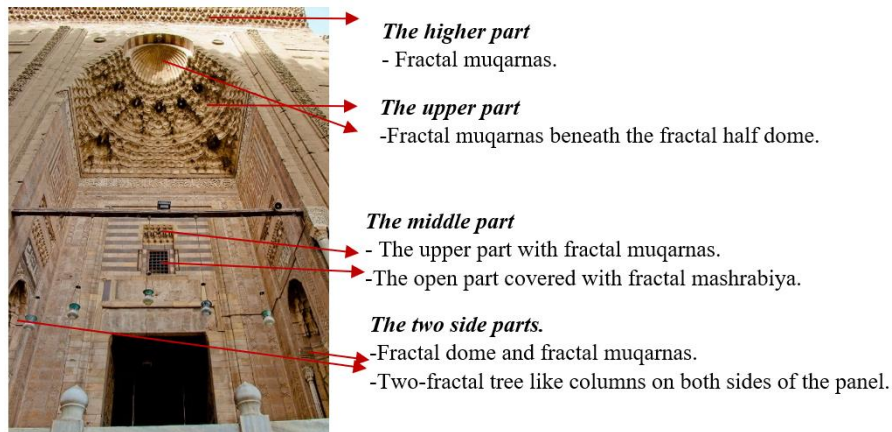 The higher part
- Fractal muqarnas.
The upper part
-Fractal muqarnas beneath the fractal half dome.
The middle part
- The upper part with fractal muqarnas.
-The open part covered with fractal mashrabiya.
The two side parts.
-Fractal dome and fractal muqarnas.
-Two-fractal tree like columns on both sides of the panel.